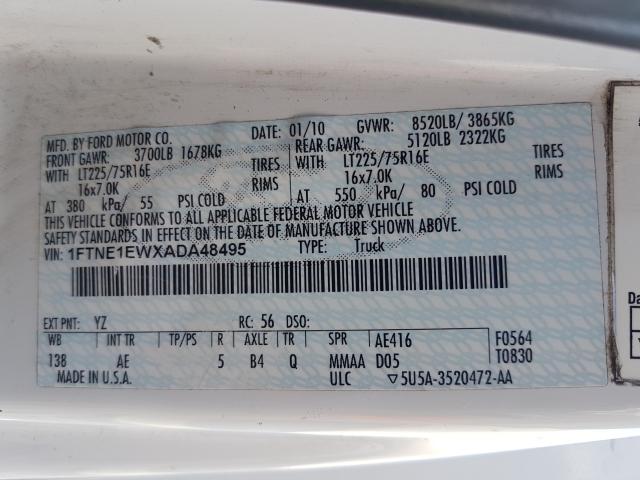 MFD. BY FORD MOTOR CO.
DATE: 01/10 GVWR: 8520LB/ 3865KG
FRONT GAWR: 3700LB 1678KG
REAR GAWR: 5120LB 2322KG
WITH LT225/75R16E TIRES
WITH LT225/75R16E TIRES
16x7.0K RIMS
16x7.0K RIMS
AT 380 kPa/ 55 PSI COLD
AT 550 kPa/ 80 PSI COLD
THIS VEHICLE CONFORMS TO ALL APPLICABLE FEDERAL MOTOR VEHICLE
SAFETY STANDARDS IN EFFECT ON THE DATE OF MANUFACTURE SHOWN ABOVE.
VIN: 1FTNE1EWXADA48495 TYPE: Truck
EXT PNT: YZ RC: 56 DSO:
WB INT TR TP/PS R AXLE TR SPR AE416 F0564
138 AE 5 B4 Q MMAA D05 T0830
MADE IN U.S.A. ULC ▽5U5A-3520472-AA